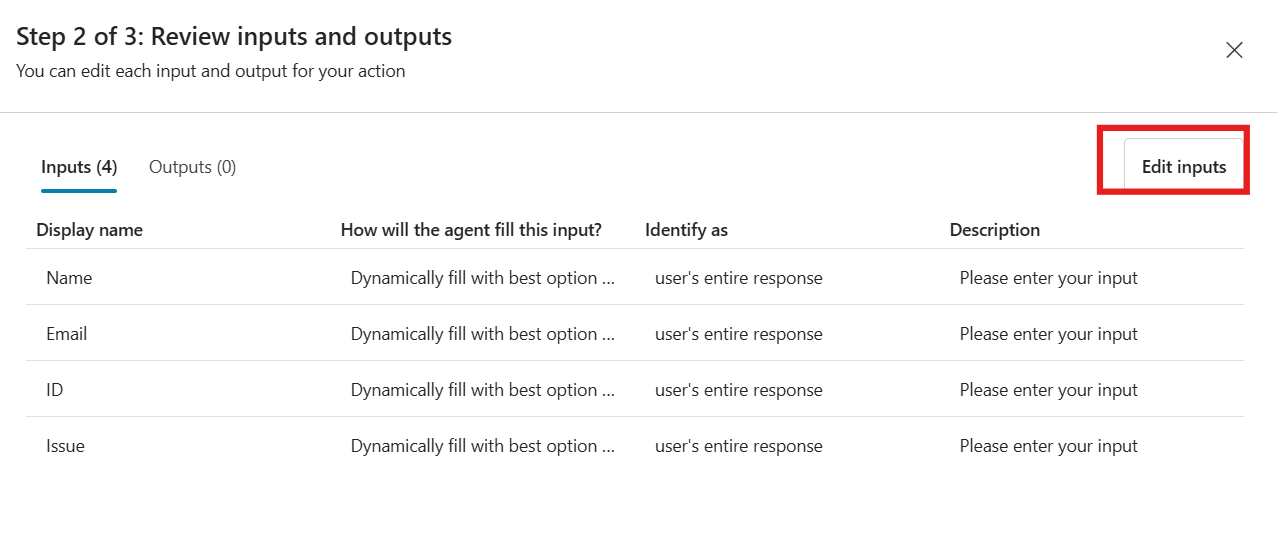 Step 2 of 3: Review inputs and outputs
You can edit each input and output for your action
Inputs (4) Outputs (0) Edit inputs
Display name How will the agent fill this input? Identify as Description
Name Dynamically fill with best option ... user's entire response Please enter your input
Email Dynamically fill with best option ... user's entire response Please enter your input
ID Dynamically fill with best option ... user's entire response Please enter your input
Issue Dynamically fill with best option ... user's entire response Please enter your input